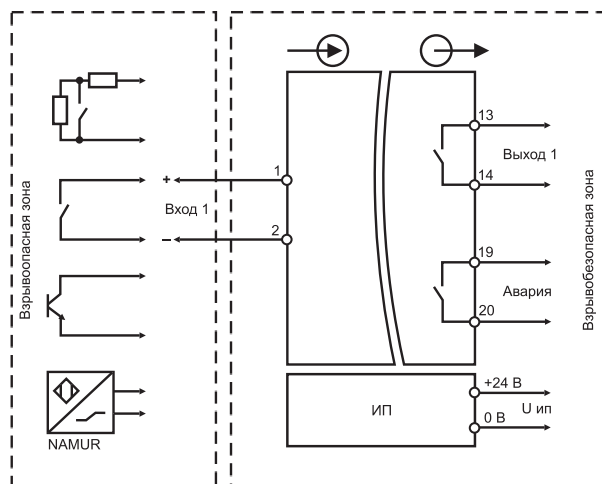 Взрывоопасная зона
+
Вход 1
–
NAMUR
1
2
13
Выход 1
14
19
Авария
20
ИП
+24 В
U ип
0 В
Взрывобезопасная зона